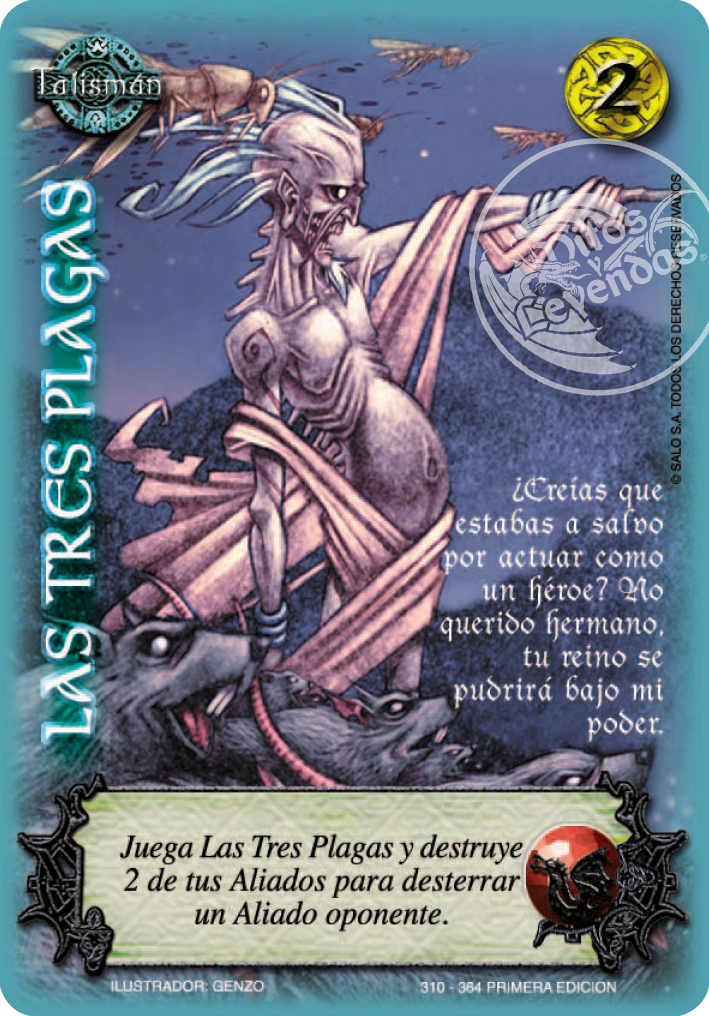 Talismán
2
LAS TRES PLAGAS
Mitos
y
Leyendas
©
© SALO S.A. TODOS LOS DERECHOS RESERVADOS
¿Creías que
estabas a salvo
por actuar como
un héroe? No
querido hermano,
tu reino se
pudrirá bajo mi
poder.
Juega Las Tres Plagas y destruye
2 de tus Aliados para desterrar
un Aliado oponente.
ILUSTRADOR: GENZO
310 - 364 PRIMERA EDICION